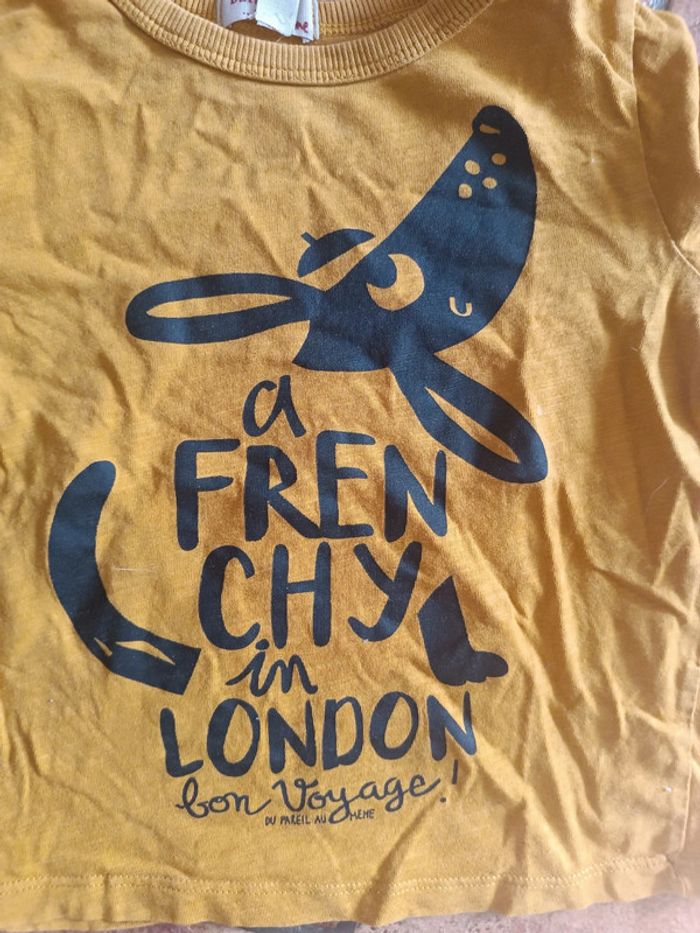 a
FREN
CHY
in
LONDON
bon Voyage!
DU PAREIL AU MÊME